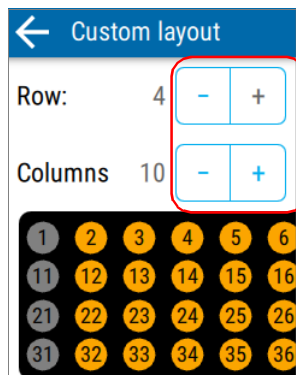 Custom layout
Row: 4 - +
Columns 10 - +
1 2 3 4 5 6
11 12 13 14 15 16
21 22 23 24 25 26
31 32 33 34 35 36